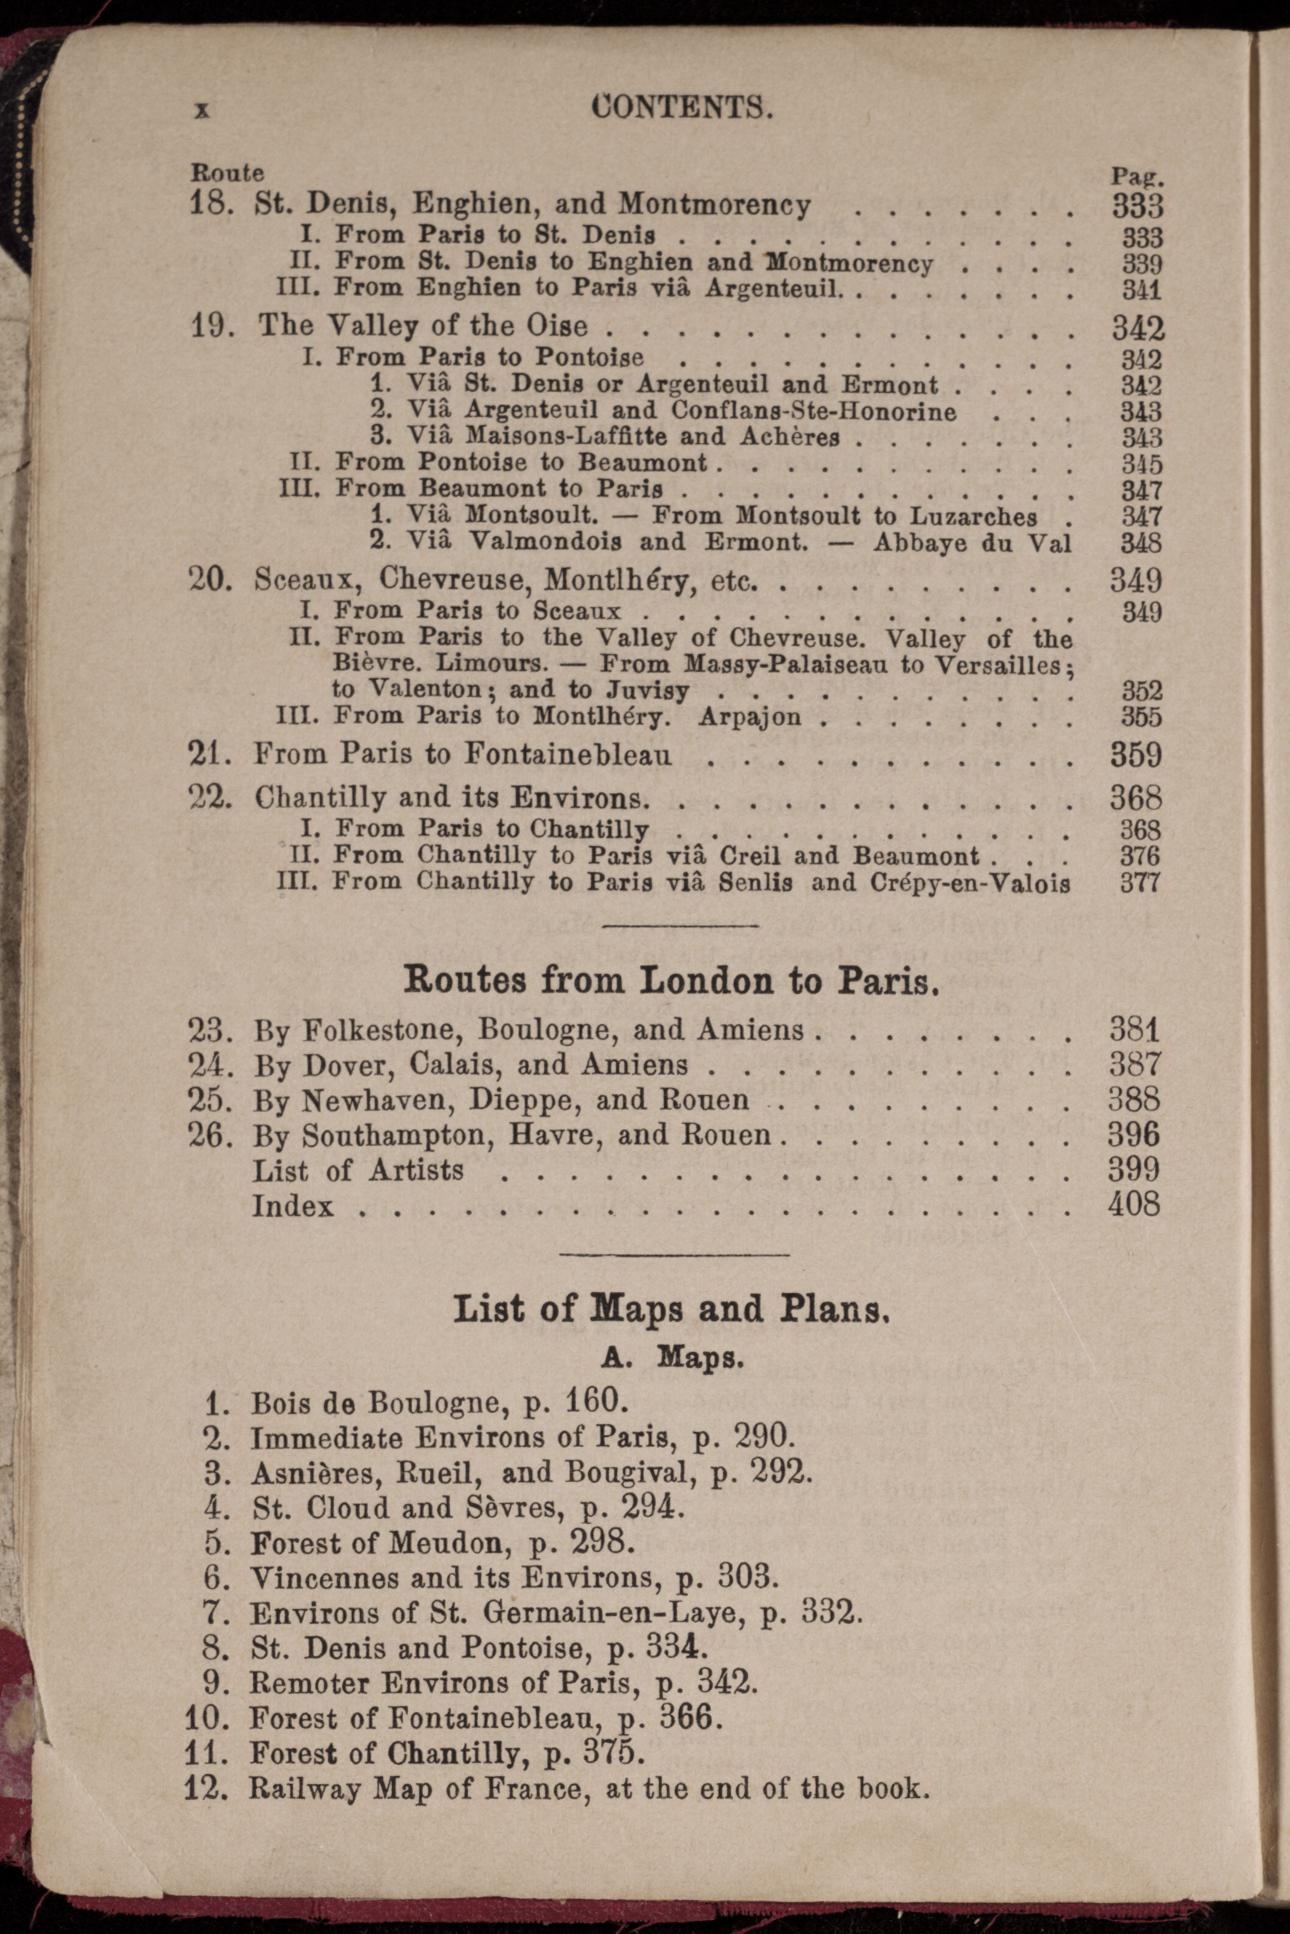 x CONTENTS.
Route Pag.
18. St. Denis, Enghien, and Montmorency . . . . . . . 333
I. From Paris to St. Denis . . . . . . . . . . . . 333
II. From St. Denis to Enghien and Montmorency . . . . 339
III. From Enghien to Paris viâ Argenteuil. . . . . . . . 341
19. The Valley of the Oise . . . . . . . . . . . . . . 342
I. From Paris to Pontoise . . . . . . . . . . . . 342
1. Viâ St. Denis or Argenteuil and Ermont . . . . 342
2. Viâ Argenteuil and Conflans-Ste-Honorine . . . 343
3. Viâ Maisons-Laffitte and Achères . . . . . . . 343
II. From Pontoise to Beaumont . . . . . . . . . . . 345
III. From Beaumont to Paris . . . . . . . . . . . . 347
1. Viâ Montsoult. — From Montsoult to Luzarches . 347
2. Viâ Valmondois and Ermont. — Abbaye du Val 348
20. Sceaux, Chevreuse, Montlhéry, etc. . . . . . . . . . 349
I. From Paris to Sceaux . . . . . . . . . . . . . 349
II. From Paris to the Valley of Chevreuse. Valley of the
Bièvre. Limours. — From Massy-Palaiseau to Versailles;
to Valenton; and to Juvisy . . . . . . . . . . . 352
III. From Paris to Montlhéry. Arpajon . . . . . . . . 355
21. From Paris to Fontainebleau . . . . . . . . . . . 359
22. Chantilly and its Environs. . . . . . . . . . . . . 368
I. From Paris to Chantilly . . . . . . . . . . . . 368
II. From Chantilly to Paris viâ Creil and Beaumont . . . 376
III. From Chantilly to Paris viâ Senlis and Crépy-en-Valois 377
Routes from London to Paris.
23. By Folkestone, Boulogne, and Amiens . . . . . . . . 381
24. By Dover, Calais, and Amiens . . . . . . . . . . . 387
25. By Newhaven, Dieppe, and Rouen . . . . . . . . . 388
26. By Southampton, Havre, and Rouen . . . . . . . . . 396
List of Artists . . . . . . . . . . . . . . . . . 399
Index . . . . . . . . . . . . . . . . . . . . . 408
List of Maps and Plans.
A. Maps.
1. Bois de Boulogne, p. 160.
2. Immediate Environs of Paris, p. 290.
3. Asnières, Rueil, and Bougival, p. 292.
4. St. Cloud and Sèvres, p. 294.
5. Forest of Meudon, p. 298.
6. Vincennes and its Environs, p. 303.
7. Environs of St. Germain-en-Laye, p. 332.
8. St. Denis and Pontoise, p. 334.
9. Remoter Environs of Paris, p. 342.
10. Forest of Fontainebleau, p. 366.
11. Forest of Chantilly, p. 375.
12. Railway Map of France, at the end of the book.